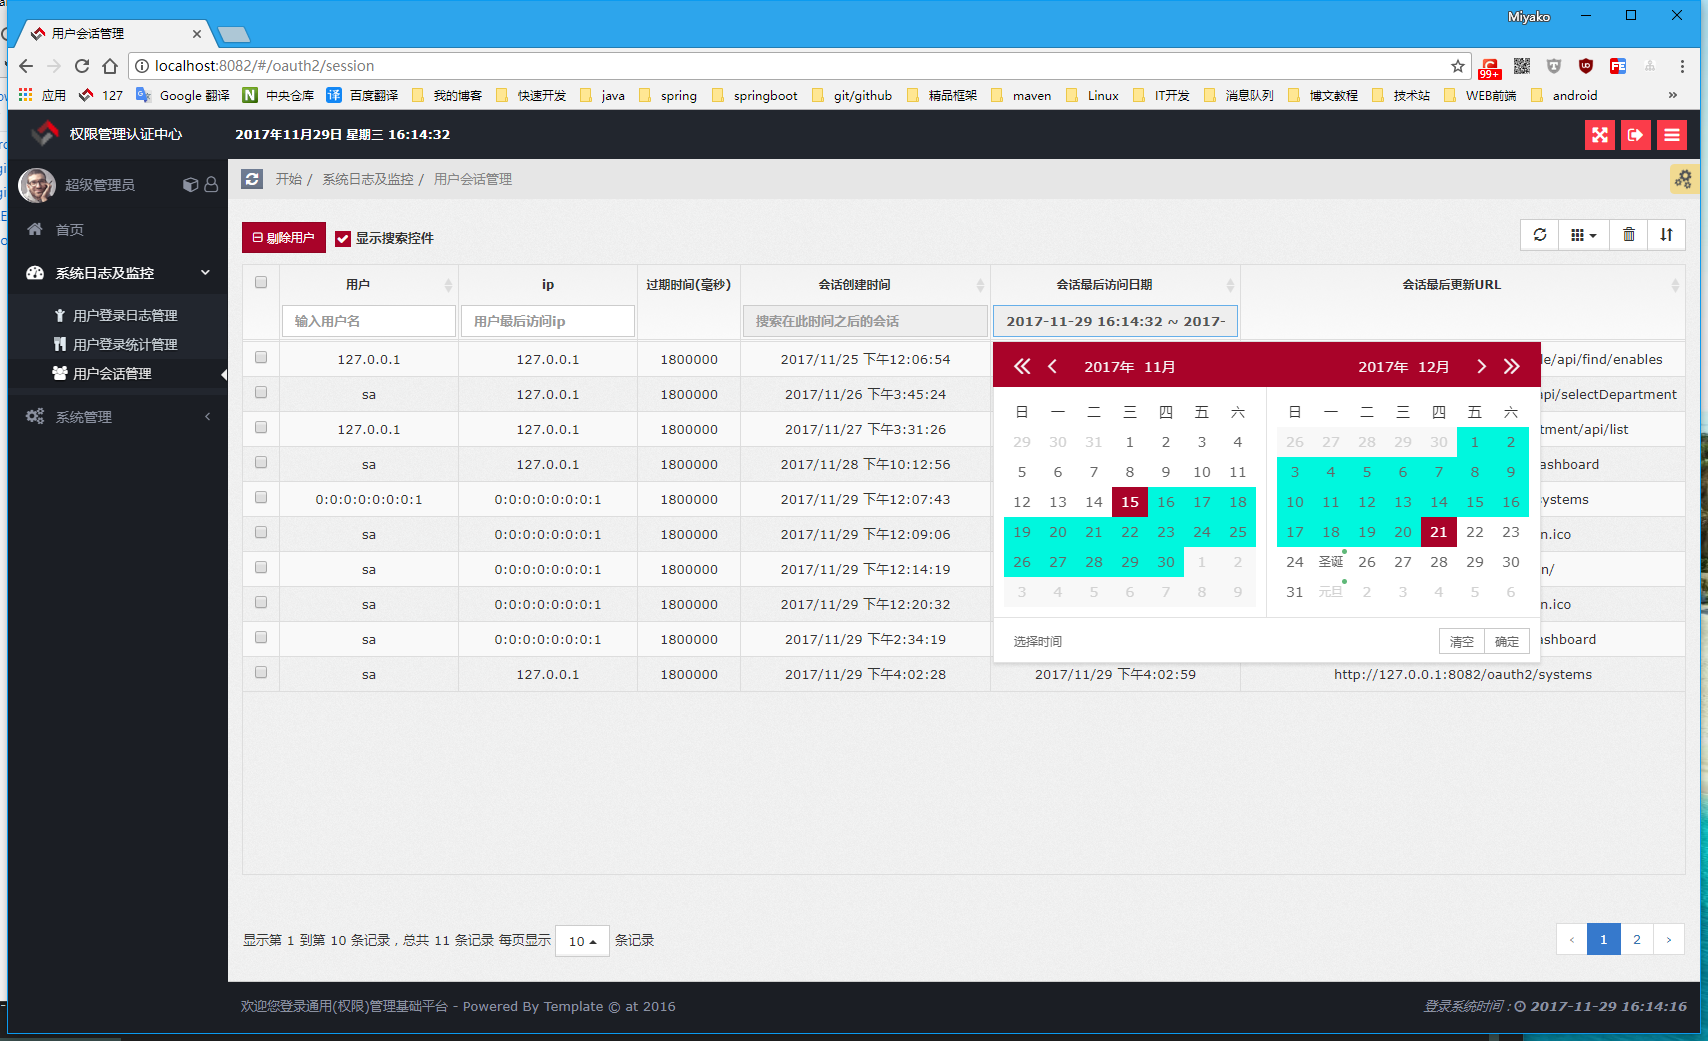 Miyako
用户会话管理
localhost:8082/#/oauth2/session
99+
应用 127 Google 翻译 中央仓库 百度翻译 我的博客 快速开发 java spring springboot git/github 精品框架 maven Linux IT开发 消息队列 博文教程 技术站 WEB前端 android »
权限管理认证中心 2017年11月29日 星期三 16:14:32
超级管理员
首页
系统日志及监控
用户登录日志管理
用户登录统计管理
用户会话管理
系统管理
开始 / 系统日志及监控 / 用户会话管理
剔除用户 显示搜索控件
用户 ip 过期时间(毫秒) 会话创建时间 会话最后访问日期 会话最后更新URL
输入用户名 用户最后访问ip 搜索在此时间之后的会话 2017-11-29 16:14:32 ~ 2017-
127.0.0.1 127.0.0.1 1800000 2017/11/25 下午12:06:54 le/api/find/enables
sa 127.0.0.1 1800000 2017/11/26 下午3:45:24 api/selectDepartment
127.0.0.1 127.0.0.1 1800000 2017/11/27 下午3:31:26 tment/api/list
sa 127.0.0.1 1800000 2017/11/28 下午10:12:56 ashboard
0:0:0:0:0:0:0:1 0:0:0:0:0:0:0:1 1800000 2017/11/29 下午12:07:43 systems
sa 0:0:0:0:0:0:0:1 1800000 2017/11/29 下午12:09:06 n.ico
sa 0:0:0:0:0:0:0:1 1800000 2017/11/29 下午12:14:19 n/
sa 0:0:0:0:0:0:0:1 1800000 2017/11/29 下午12:20:32 n.ico
sa 0:0:0:0:0:0:0:1 1800000 2017/11/29 下午2:34:19 ashboard
sa 127.0.0.1 1800000 2017/11/29 下午4:02:28 2017/11/29 下午4:02:59 http://127.0.0.1:8082/oauth2/systems
2017年 11月
日 一 二 三 四 五 六
29 30 31 1 2 3 4
5 6 7 8 9 10 11
12 13 14 15 16 17 18
19 20 21 22 23 24 25
26 27 28 29 30 1 2
3 4 5 6 7 8 9
2017年 12月
日 一 二 三 四 五 六
26 27 28 29 30 1 2
3 4 5 6 7 8 9
10 11 12 13 14 15 16
17 18 19 20 21 22 23
24 圣诞 26 27 28 29 30
31 元旦 2 3 4 5 6
选择时间 清空 确定
显示第 1 到第 10 条记录，总共 11 条记录 每页显示 10 条记录
‹ 1 2 ›
欢迎您登录通用(权限)管理基础平台 - Powered By Template © at 2016
登录系统时间 : 2017-11-29 16:14:16